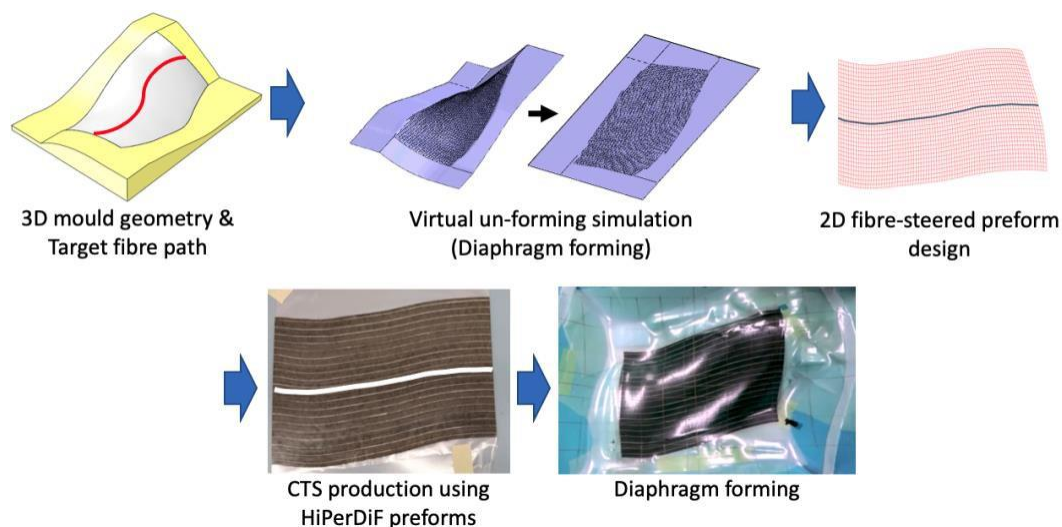 3D mould geometry &
Target fibre path
Virtual un-forming simulation
(Diaphragm forming)
2D fibre-steered preform
design
CTS production using
HiPerDiF preforms
Diaphragm forming